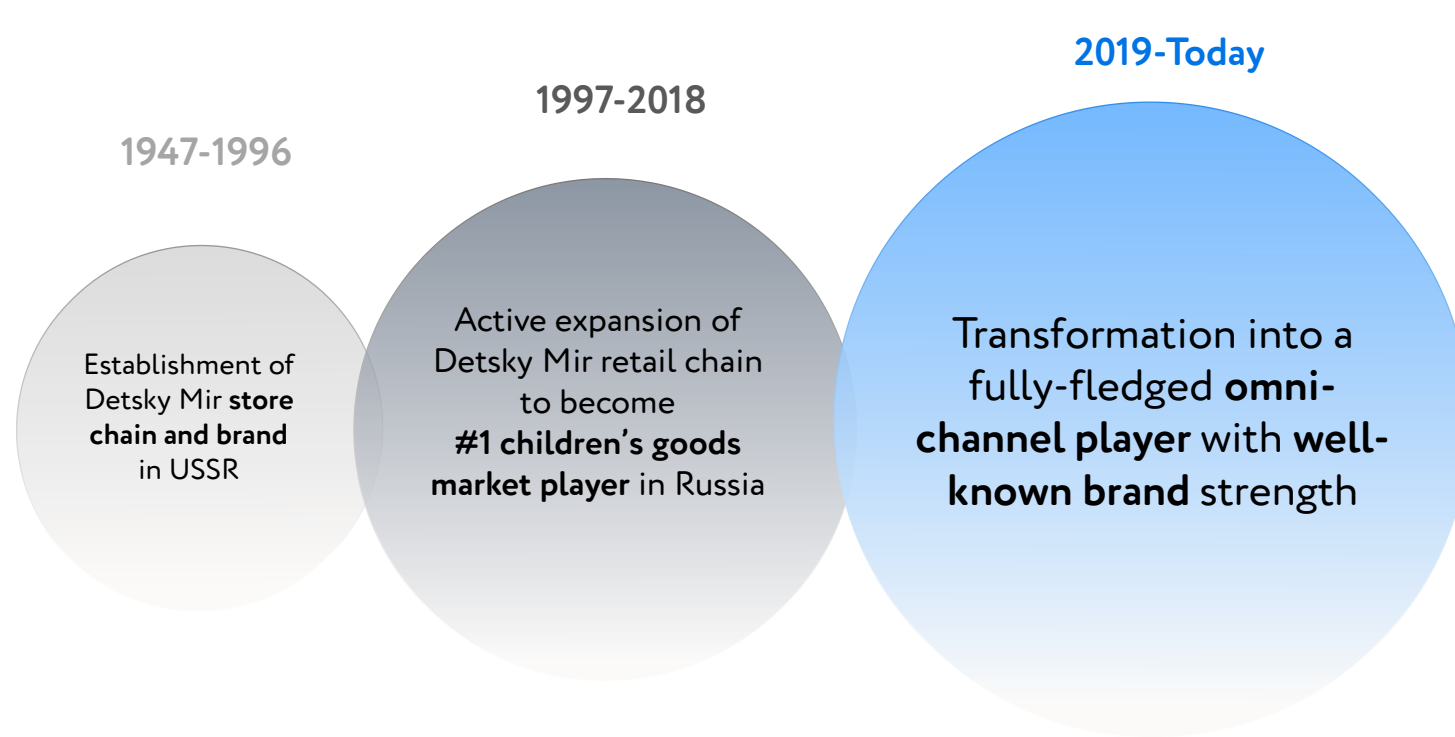 1947-1996
Establishment of
Detsky Mir store
chain and brand
in USSR
1997-2018
Active expansion of
Detsky Mir retail chain
to become
#1 children's goods
market player in Russia
2019-Today
Transformation into a
fully-fledged omni-
channel player with well-
known brand strength